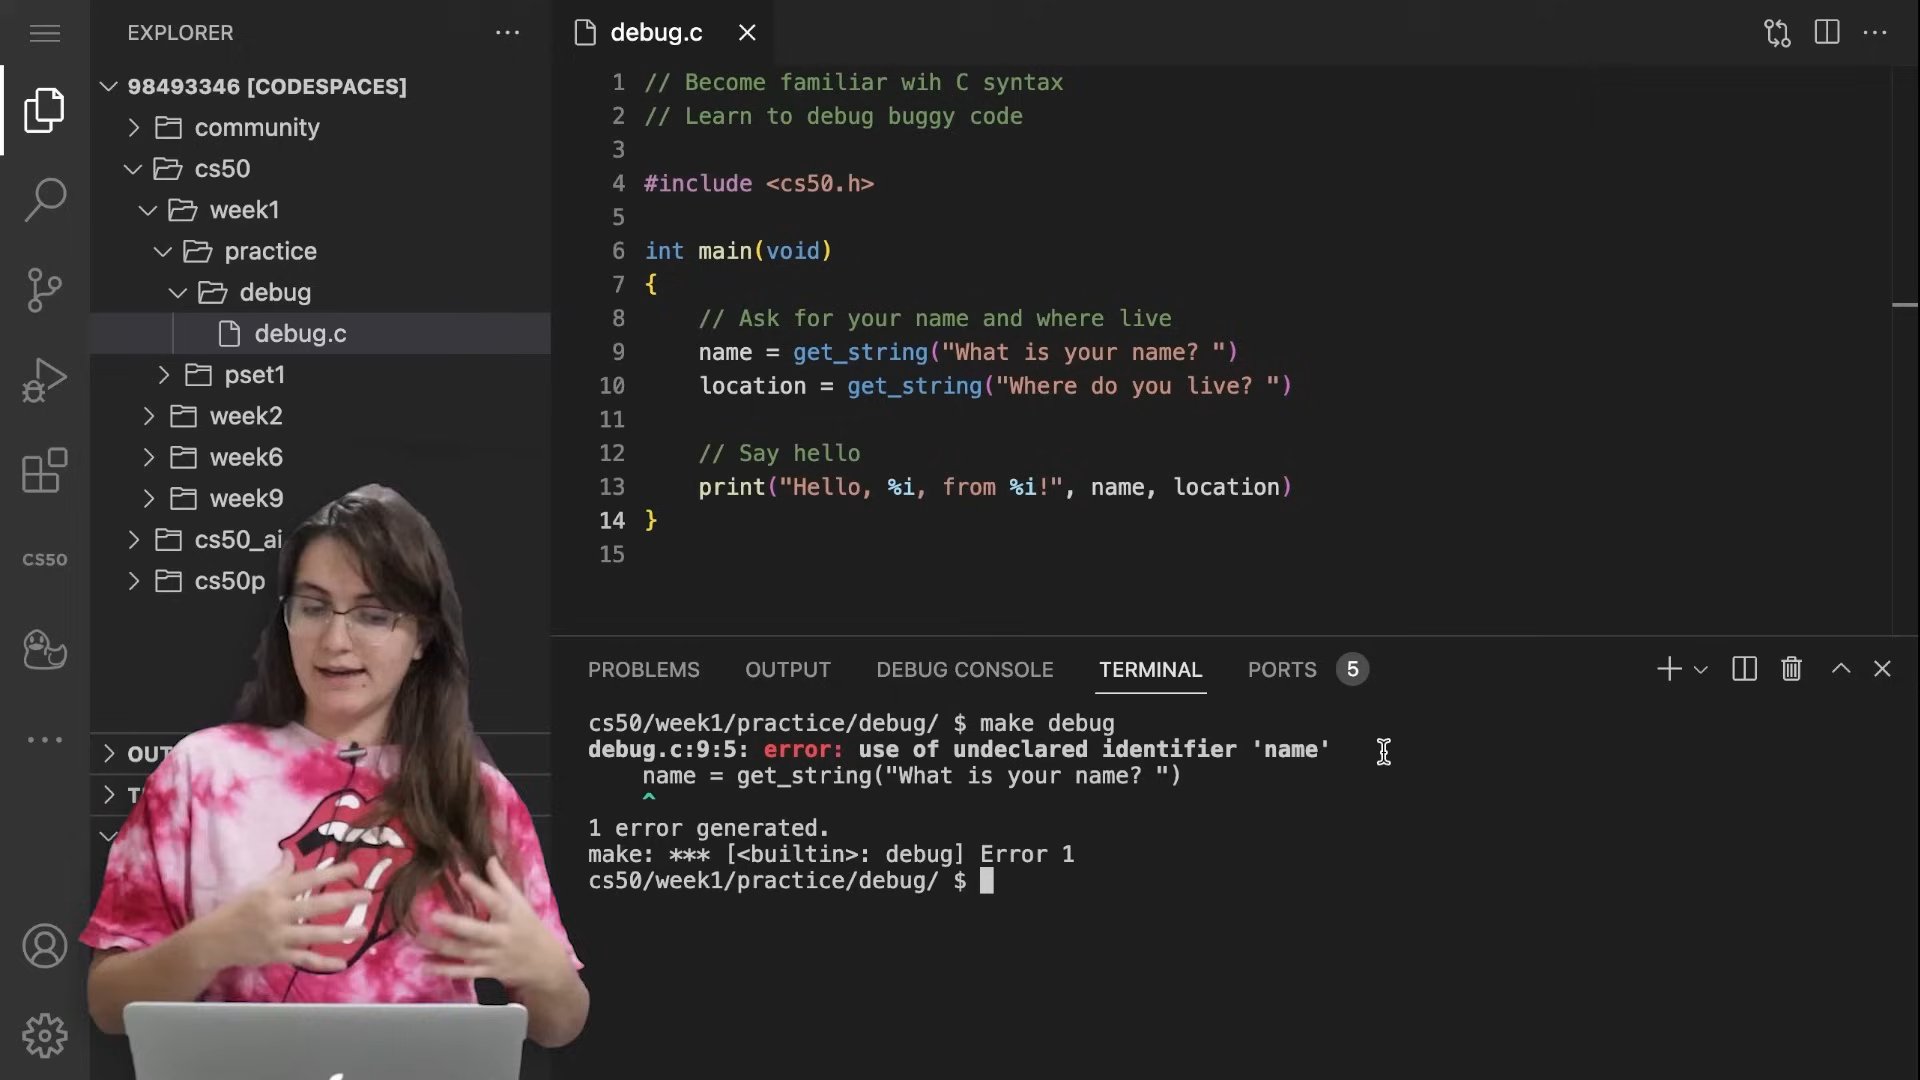 EXPLORER
98493346 [CODESPACES]
community
cs50
week1
practice
debug
debug.c
pset1
week2
week6
week9
cs50_ai
cs50p
CS50
debug.c
1 // Become familiar wih C syntax
2 // Learn to debug buggy code
3
4 #include <cs50.h>
5
6 int main(void)
7 {
8 // Ask for your name and where live
9 name = get_string("What is your name? ")
10 location = get_string("Where do you live? ")
11
12 // Say hello
13 print("Hello, %i, from %i!", name, location)
14 }
15
PROBLEMS OUTPUT DEBUG CONSOLE TERMINAL PORTS 5
cs50/week1/practice/debug/ $ make debug
debug.c:9:5: error: use of undeclared identifier 'name'
name = get_string("What is your name? ")
^
1 error generated.
make: *** [<builtin>: debug] Error 1
cs50/week1/practice/debug/ $